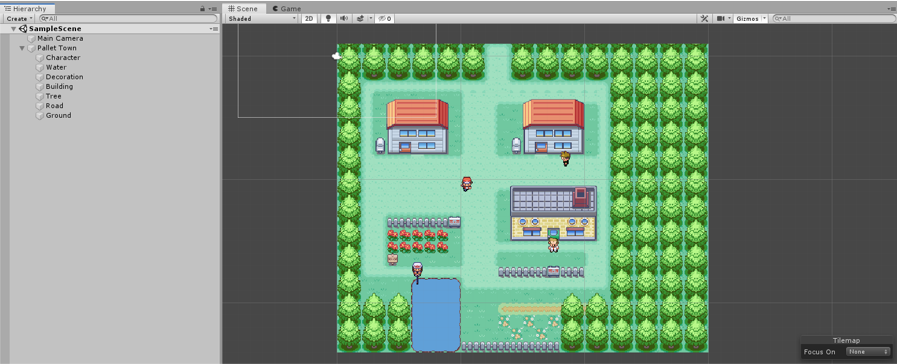 Hierarchy
Create
All
SampleScene
Main Camera
Pallet Town
Character
Water
Decoration
Building
Tree
Road
Ground
Scene
Game
Shaded
2D
0
Gizmos
All
Tilemap
Focus On
None